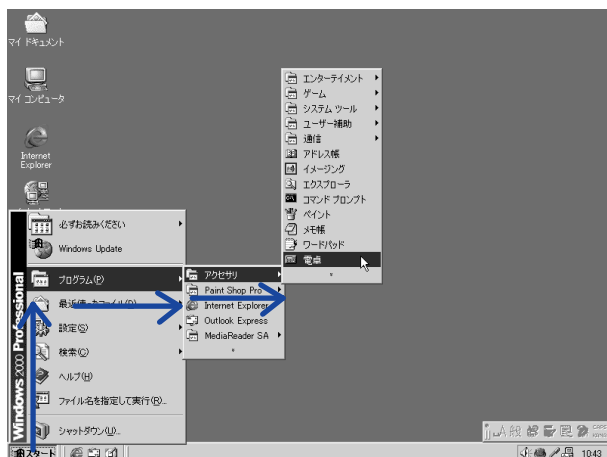 マイ ドキュメント
マイ コンピュータ
Internet
Explorer
必ずお読みください
Windows Update
プログラム(P)
設定(S)
検索(C)
ヘルプ(H)
ファイル名を指定して実行(R)...
シャットダウン(U)...
Windows 2000 Professional
アクセサリ
Paint Shop Pro
Internet Explorer
Outlook Express
MediaReader SA
エンターテイメント
ゲーム
システム ツール
ユーザー補助
通信
アドレス帳
イメージング
エクスプローラ
コマンド プロンプト
ペイント
メモ帳
ワードパッド
電卓
スタート
A 般
CAPS
10:43